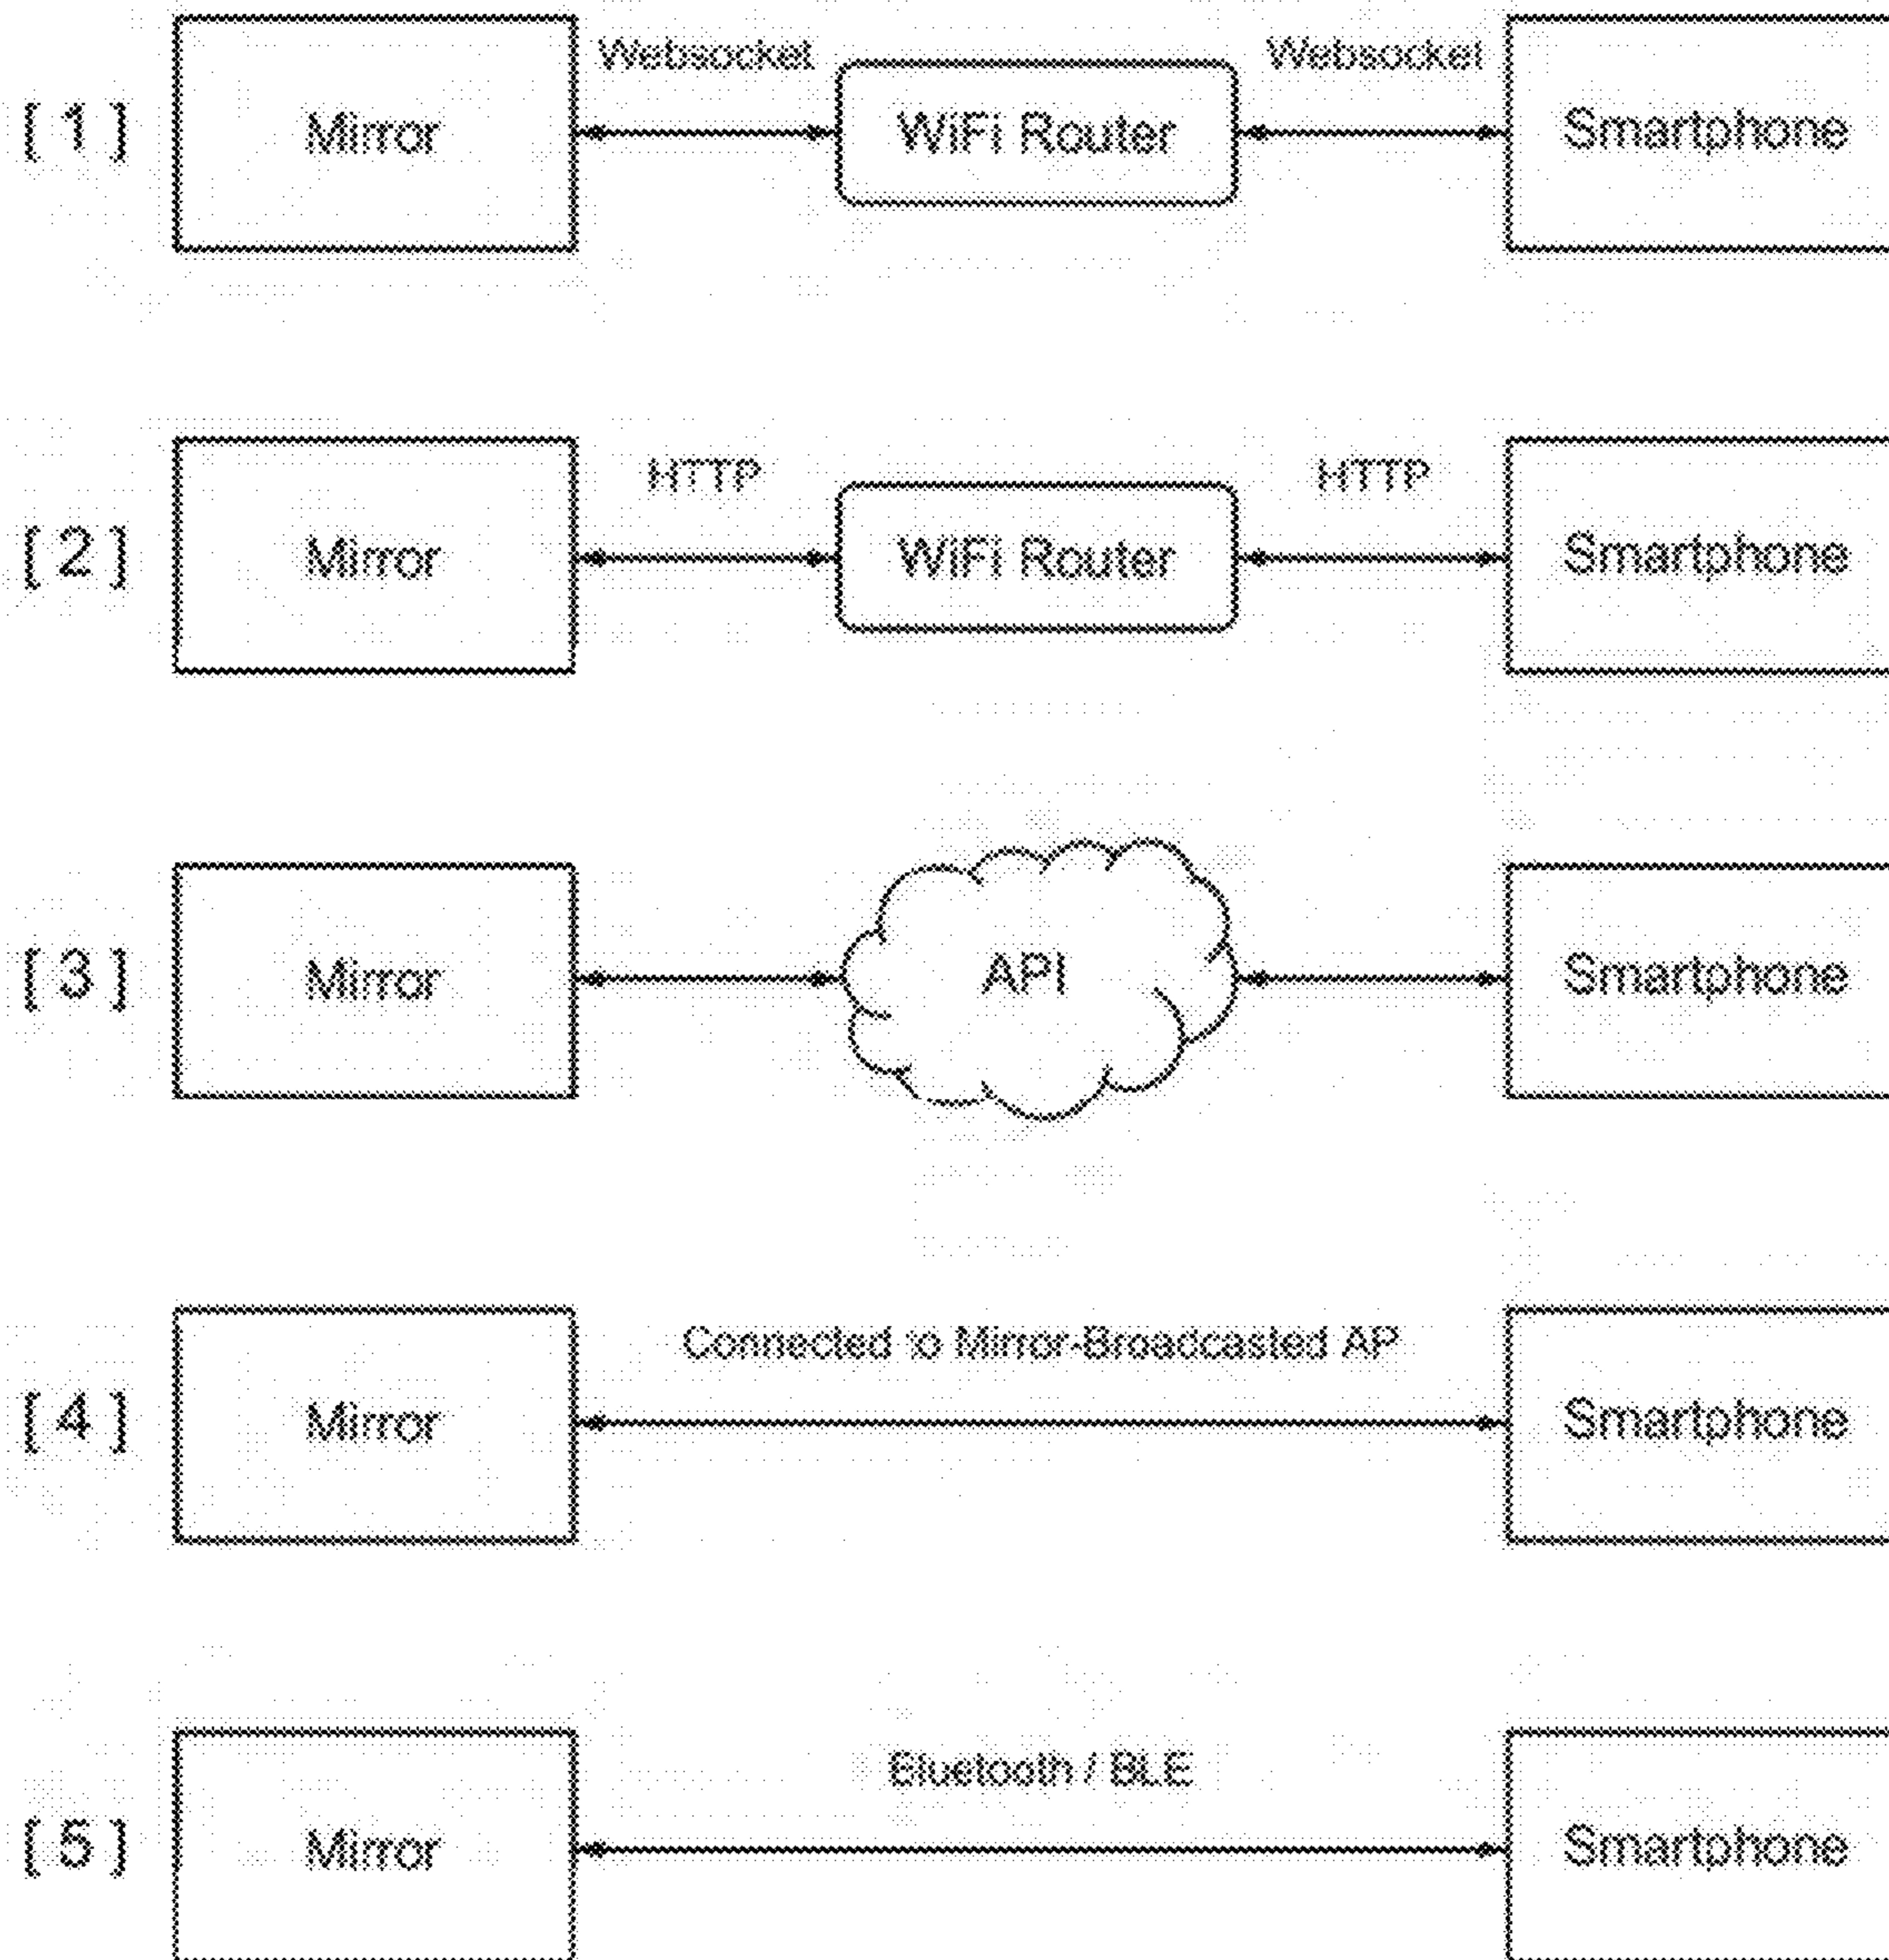 Websocket Websocket
[ 1 ] Mirror WiFi Router Smartphone
HTTP HTTP
[ 2 ] Mirror WiFi Router Smartphone
[ 3 ] Mirror API Smartphone
Connected to Mirror-Broadcasted AP
[ 4 ] Mirror Smartphone
Bluetooth / BLE
[ 5 ] Mirror Smartphone